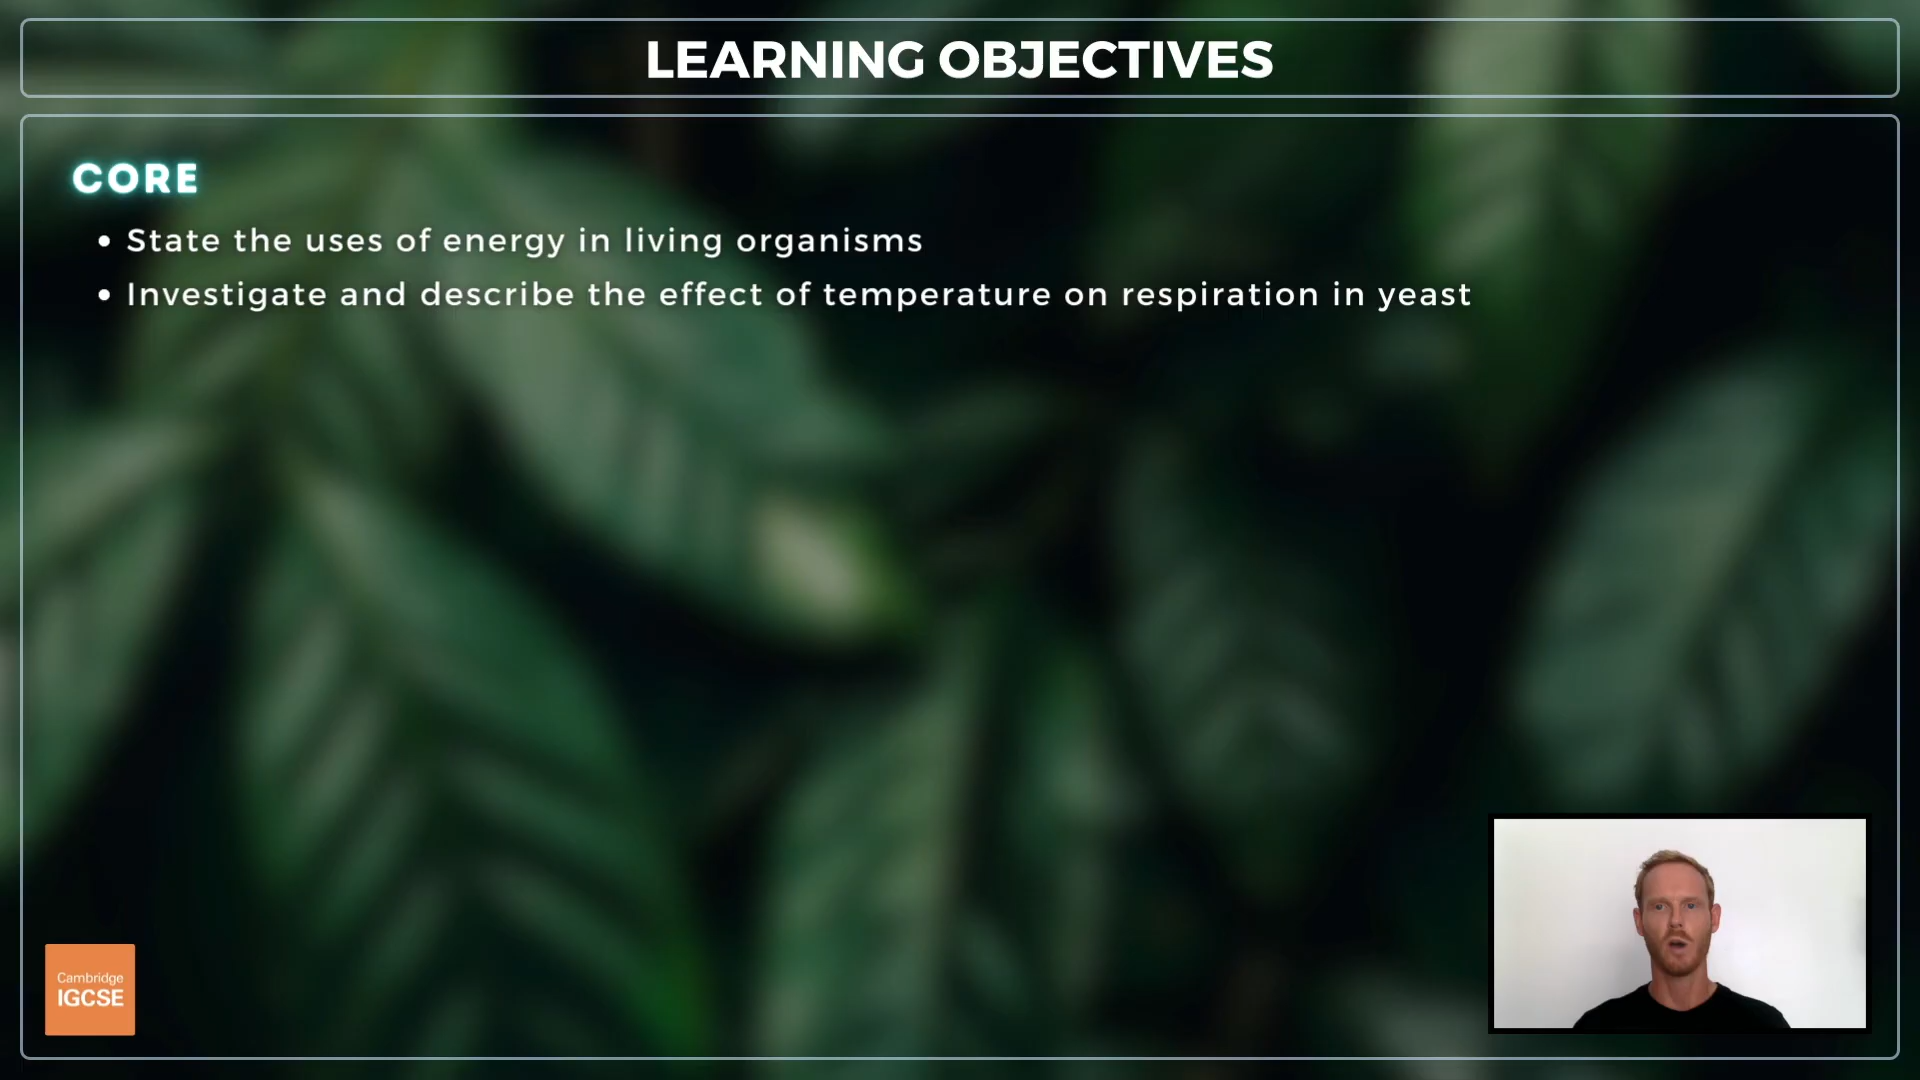 LEARNING OBJECTIVES
CORE
• State the uses of energy in living organisms
• Investigate and describe the effect of temperature on respiration in yeast
Cambridge
IGCSE